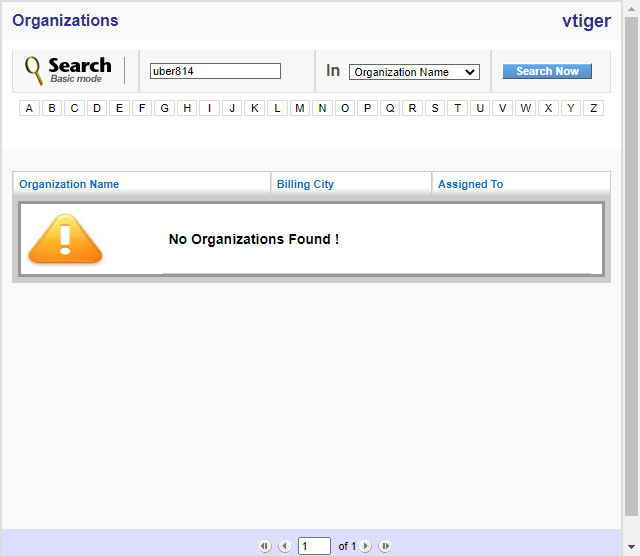 Organizations vtiger
Search Basic mode uber814 In Organization Name Search Now
A B C D E F G H I J K L M N O P Q R S T U V W X Y Z
Organization Name Billing City Assigned To
No Organizations Found !
1 of 1